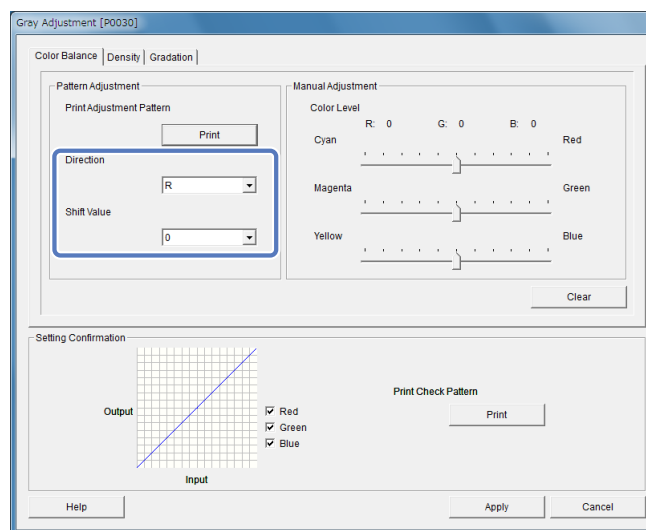 Gray Adjustment [P0030]
Color Balance Density Gradation
Pattern Adjustment
Print Adjustment Pattern
Print
Direction
R
Shift Value
0
Manual Adjustment
Color Level
R: 0 G: 0 B: 0
Cyan Red
Magenta Green
Yellow Blue
Clear
Setting Confirmation
Output
Input
Red
Green
Blue
Print Check Pattern
Print
Help Apply Cancel